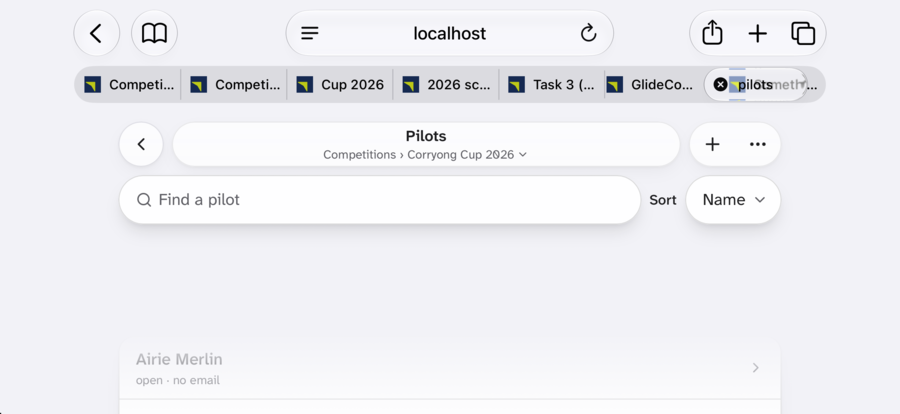 localhost
Competi...
Competi...
Cup 2026
2026 sc...
Task 3 (...
GlideCo...
pilots
Pilots
Competitions › Corryong Cup 2026
Find a pilot
Sort
Name
Airie Merlin
open · no email